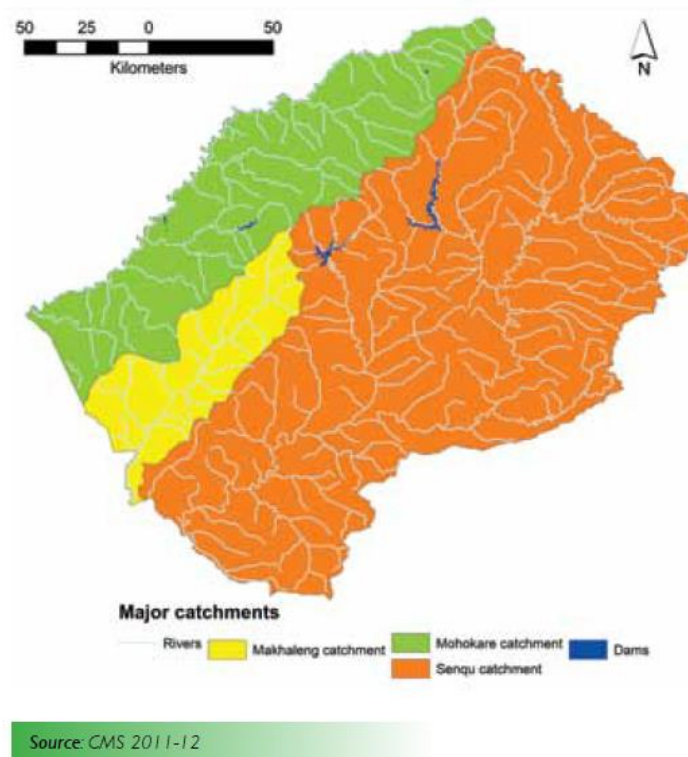 50 25 0 50
Kilometers
N
Major catchments
Rivers Makhaleng catchment Mohokare catchment Dams
Senqu catchment
Source: CMS 2011-12